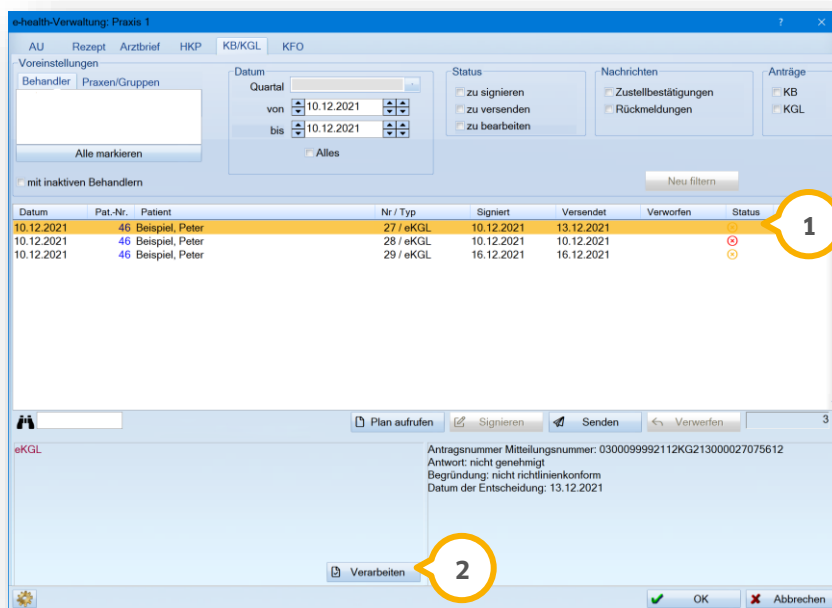 e-health-Verwaltung: Praxis 1
AU Rezept Arztbrief HKP KB/KGL KFO
Voreinstellungen
Behandler Praxen/Gruppen
Alle markieren
mit inaktiven Behandlern
Datum
Quartal
von 10.12.2021
bis 10.12.2021
Alles
Status
zu signieren
zu versenden
zu bearbeiten
Nachrichten
Zustellbestätigungen
Rückmeldungen
Anträge
KB
KGL
Neu filtern
Datum Pat.-Nr. Patient Nr / Typ Signiert Versendet Verworfen Status
10.12.2021 46 Beispiel, Peter 27 / eKGL 10.12.2021 13.12.2021
10.12.2021 46 Beispiel, Peter 28 / eKGL 10.12.2021 10.12.2021
10.12.2021 46 Beispiel, Peter 29 / eKGL 16.12.2021 16.12.2021
1
Plan aufrufen Signieren Senden Verwerfen 3
eKGL
Antragsnummer Mitteilungsnummer: 0300099992112KG213000027075612
Antwort: nicht genehmigt
Begründung: nicht richtlinienkonform
Datum der Entscheidung: 13.12.2021
Verarbeiten
2
OK Abbrechen